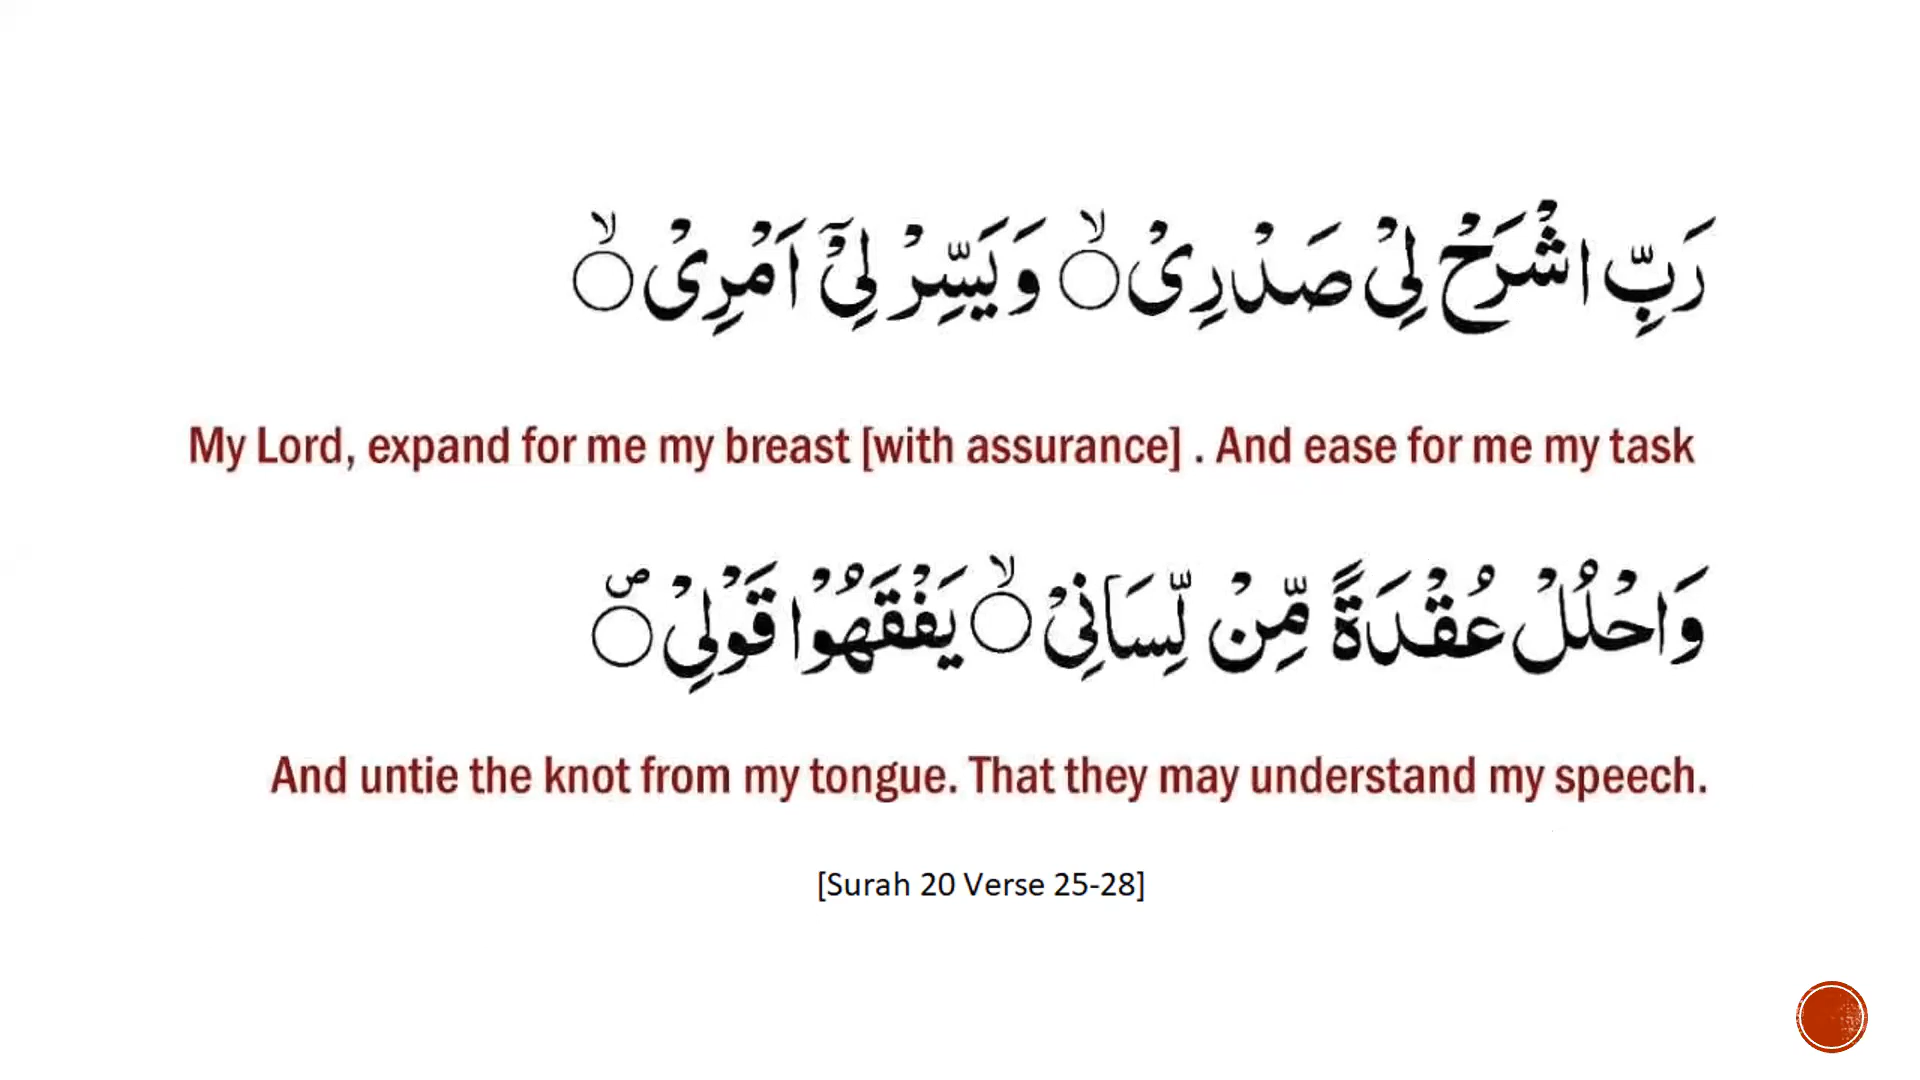 رَبِّ اشْرَحْ لِیْ صَدْرِیْ ۙ○ وَیَسِّرْ لِیْۤ اَمْرِیْ ۙ○
My Lord, expand for me my breast [with assurance] . And ease for me my task
وَاحْلُلْ عُقْدَةً مِّنْ لِّسَانِیْ ۙ○ یَفْقَهُوْا قَوْلِیْ ۪○
And untie the knot from my tongue. That they may understand my speech.
[Surah 20 Verse 25-28]